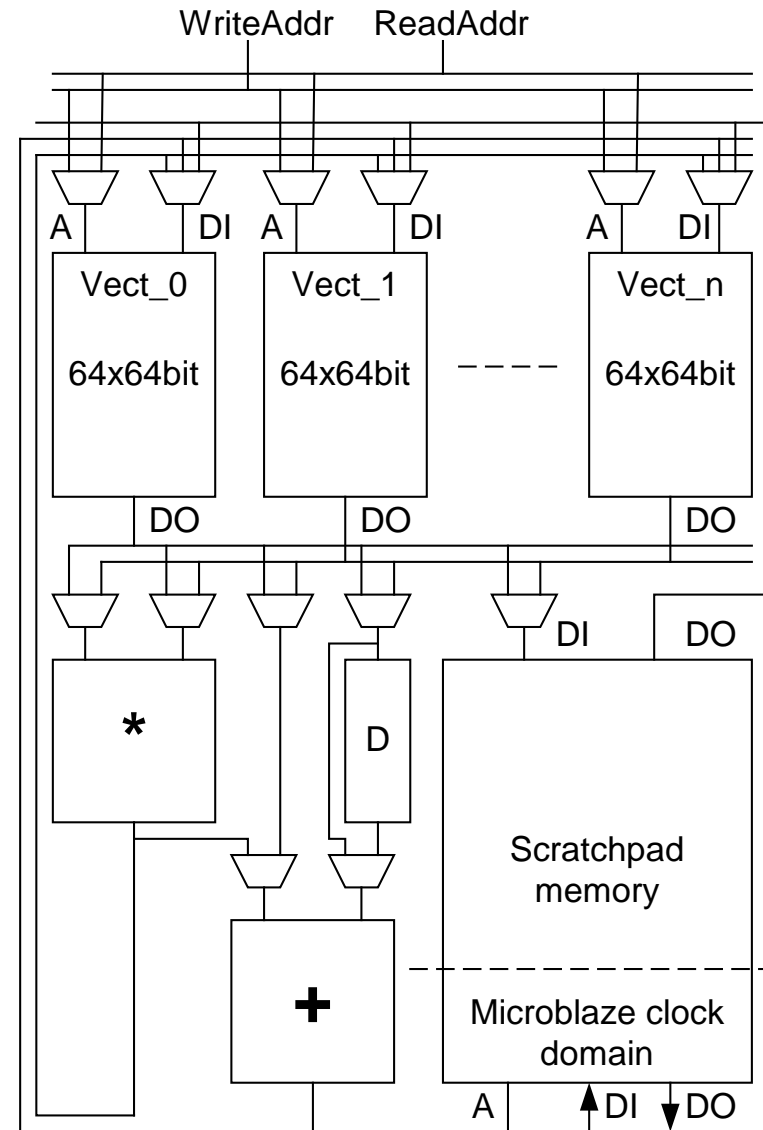 WriteAddr ReadAddr
A DI A DI A DI
Vect_0 Vect_1 Vect_n
64x64bit 64x64bit 64x64bit
DO DO DO
DI DO
*
D
Scratchpad
memory
+
Microblaze clock
domain
A DI DO